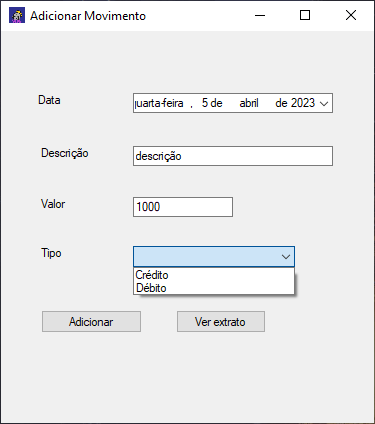 Adicionar Movimento
Data
quarta-feira , 5 de abril de 2023
Descrição
descrição
Valor
1000
Tipo
Crédito
Débito
Adicionar
Ver extrato